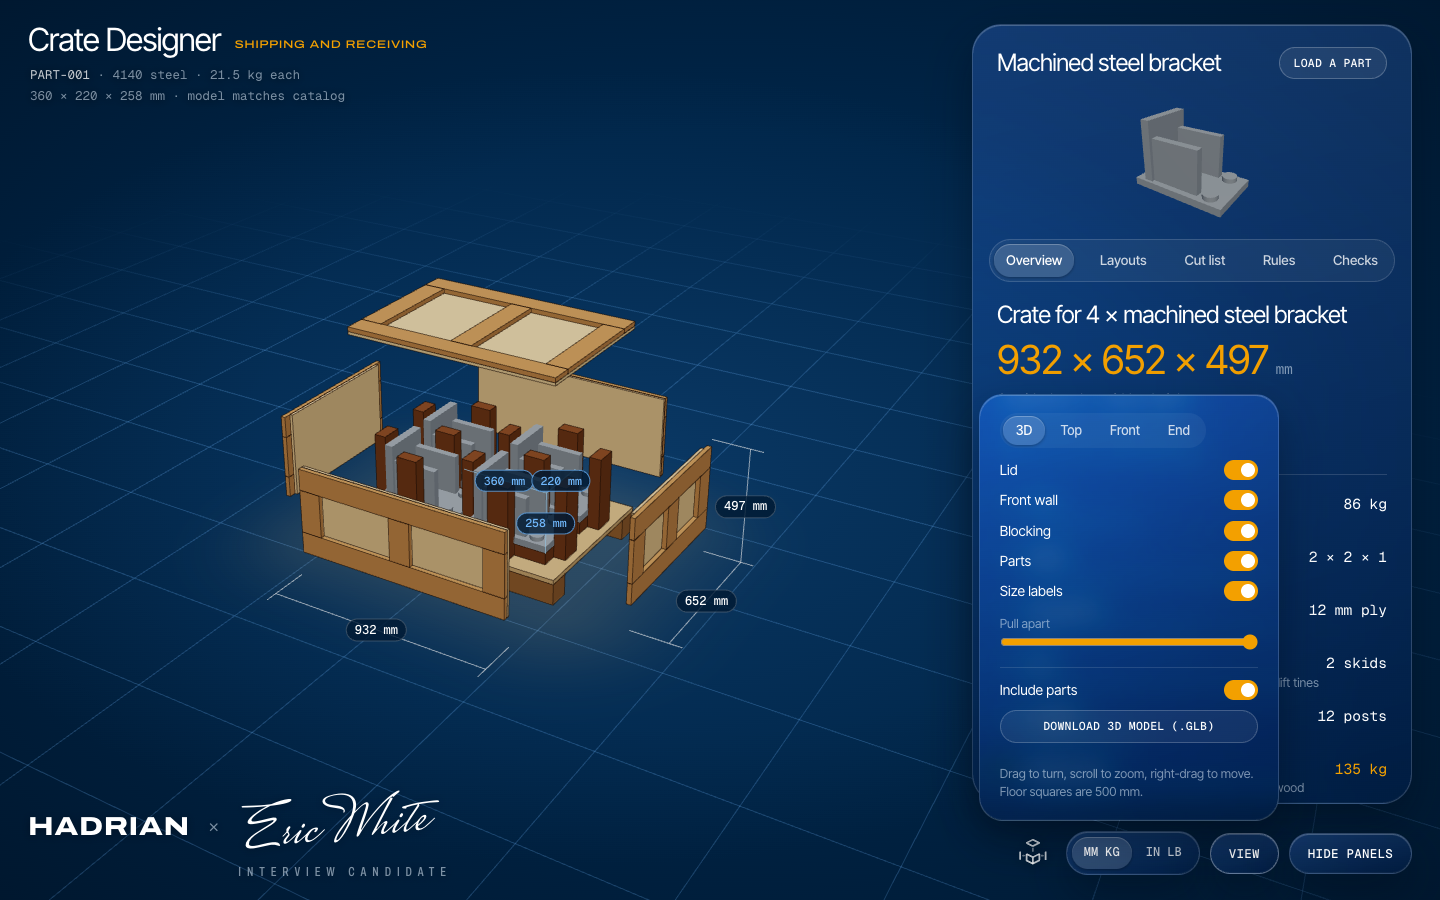 Crate Designer SHIPPING AND RECEIVING
PART-001 · 4140 steel · 21.5 kg each
360 × 220 × 258 mm · model matches catalog
Machined steel bracket
LOAD A PART
Overview Layouts Cut list Rules Checks
Crate for 4 × machined steel bracket
932 × 652 × 497 mm
3D Top Front End
Lid
Front wall
Blocking
Parts
Size labels
Pull apart
Include parts
DOWNLOAD 3D MODEL (.GLB)
Drag to turn, scroll to zoom, right-drag to move.
Floor squares are 500 mm.
86 kg
2 × 2 × 1
12 mm ply
2 skids
lift tines
12 posts
135 kg
wood
360 mm
220 mm
258 mm
497 mm
652 mm
932 mm
HADRIAN × Eric White
INTERVIEW CANDIDATE
MM KG IN LB
VIEW
HIDE PANELS